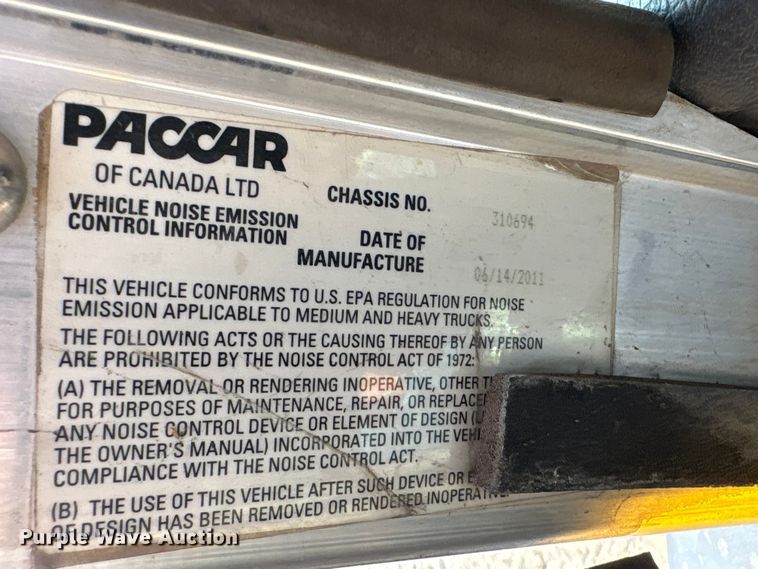 PACCAR
OF CANADA LTD
VEHICLE NOISE EMISSION
CONTROL INFORMATION
CHASSIS NO. 310694
DATE OF
MANUFACTURE 06/14/2011
THIS VEHICLE CONFORMS TO U.S. EPA REGULATION FOR NOISE
EMISSION APPLICABLE TO MEDIUM AND HEAVY TRUCKS.
THE FOLLOWING ACTS OR THE CAUSING THEREOF BY ANY PERSON
ARE PROHIBITED BY THE NOISE CONTROL ACT OF 1972:
(A) THE REMOVAL OR RENDERING INOPERATIVE, OTHER
FOR PURPOSES OF MAINTENANCE, REPAIR, OR
ANY NOISE CONTROL DEVICE OR ELEMENT OF DESIGN
THE OWNER'S MANUAL) INCORPORATED INTO THE
COMPLIANCE WITH THE NOISE CONTROL ACT.
(B) THE USE OF THIS VEHICLE AFTER SUCH DEVICE OR
OF DESIGN HAS BEEN REMOVED OR RENDERED
Purple Wave Auction